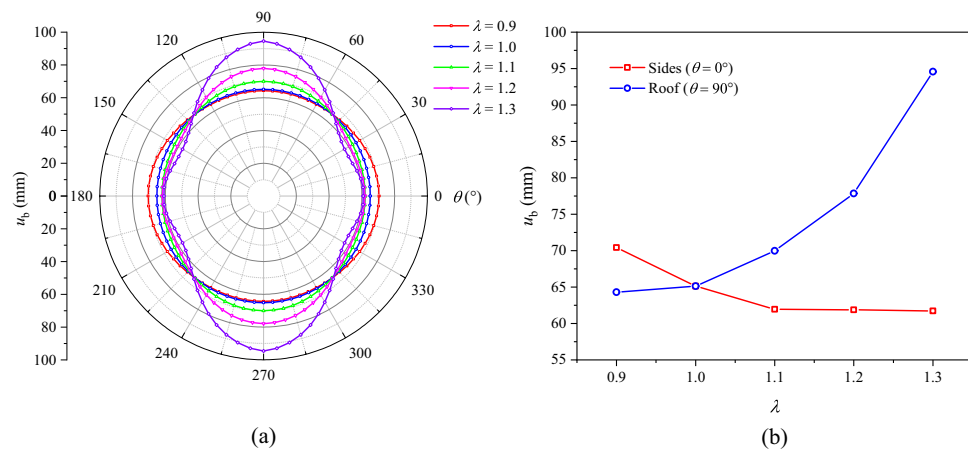 90
120
60
150
30
180
0
θ (°)
210
330
240
300
270
100
80
60
40
20
0
0
20
40
60
80
100
u_b (mm)
λ = 0.9
λ = 1.0
λ = 1.1
λ = 1.2
λ = 1.3
(a)
100
95
90
85
80
75
70
65
60
55
u_b (mm)
Sides (θ = 0°)
Roof (θ = 90°)
0.9 1.0 1.1 1.2 1.3
λ
(b)